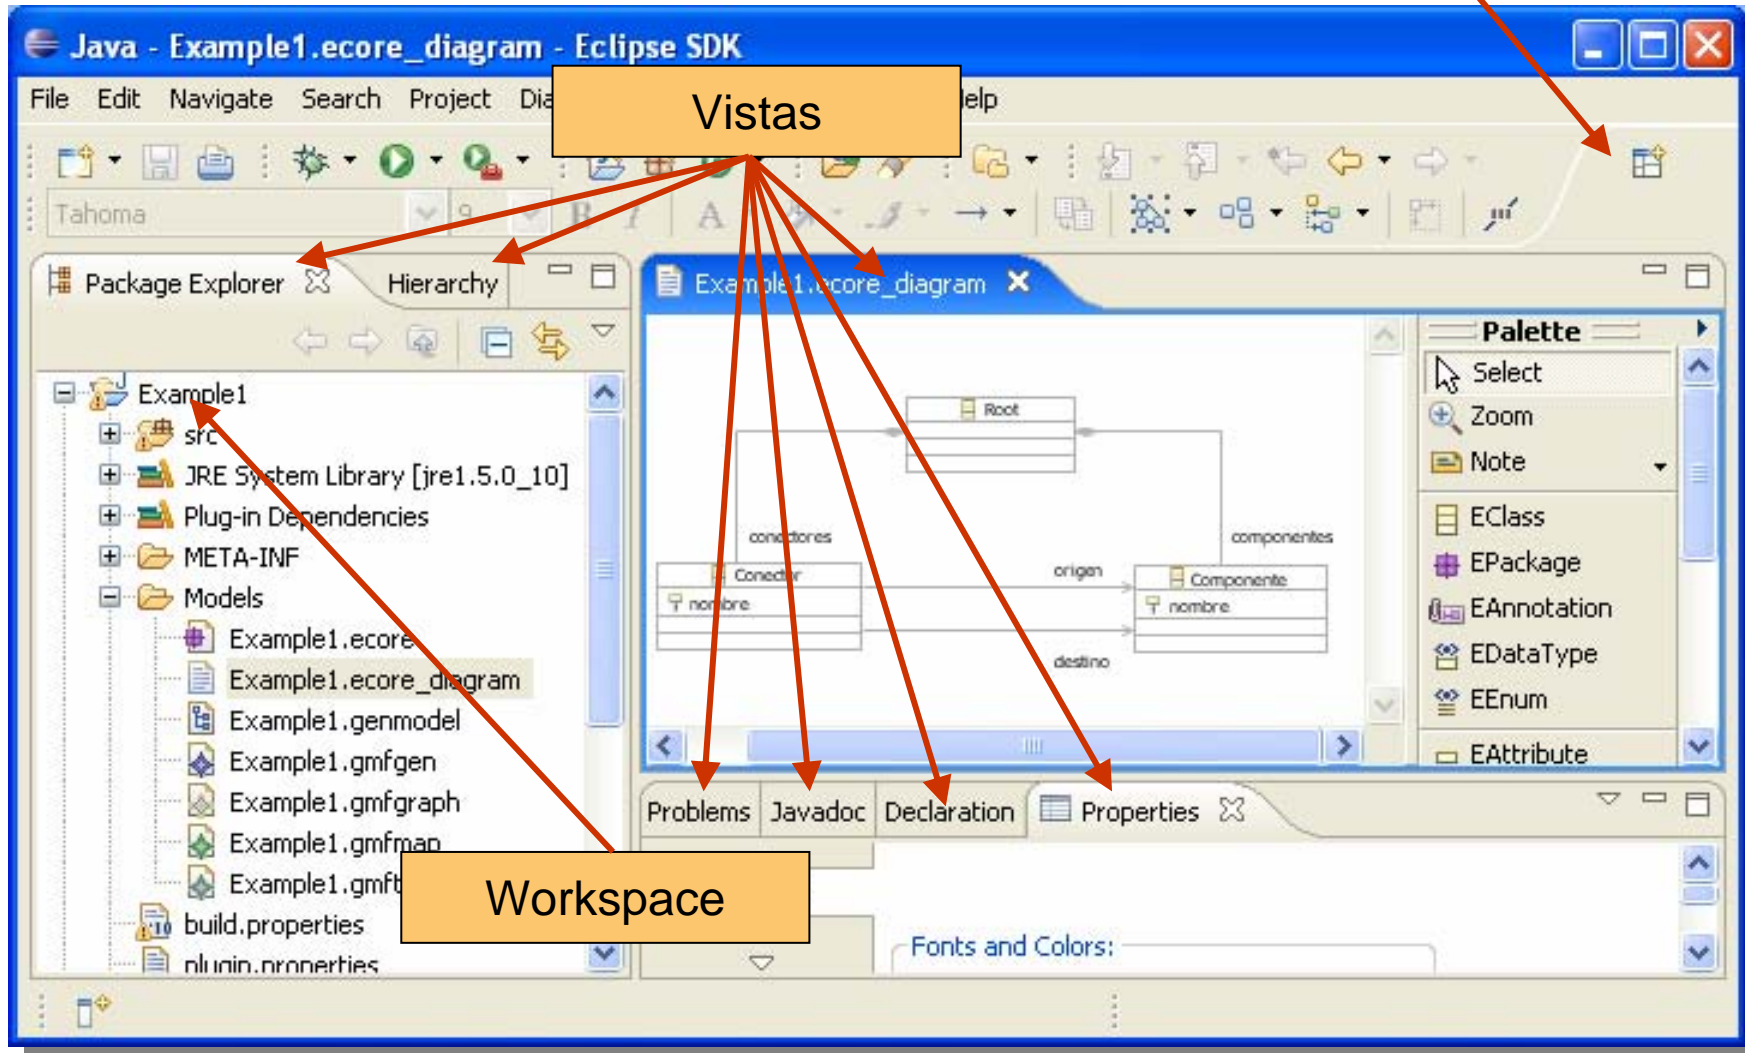 Java - Example1.ecore_diagram - Eclipse SDK
File Edit Navigate Search Project Dia
Vistas
elp
Tahoma 9 B I A
Package Explorer Hierarchy
Example1
src
JRE System Library [jre1.5.0_10]
Plug-in Dependencies
META-INF
Models
Example1.ecore
Example1.ecore_diagram
Example1.genmodel
Example1.gmfgen
Example1.gmfgraph
Example1.gmfmap
Example1.gmft
build.properties
plugin.properties
Workspace
Example1.ecore_diagram
Root
conectores
componentes
Conector
nombre
origen
destino
Componente
nombre
Palette
Select
Zoom
Note
EClass
EPackage
EAnnotation
EDataType
EEnum
EAttribute
Problems Javadoc Declaration Properties
Fonts and Colors: